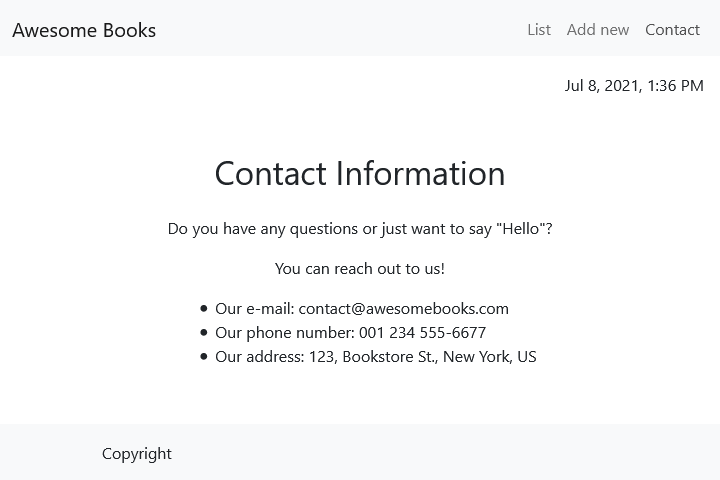 Awesome Books List Add new Contact
Jul 8, 2021, 1:36 PM
Contact Information
Do you have any questions or just want to say "Hello"?
You can reach out to us!
• Our e-mail: contact@awesomebooks.com
• Our phone number: 001 234 555-6677
• Our address: 123, Bookstore St., New York, US
Copyright